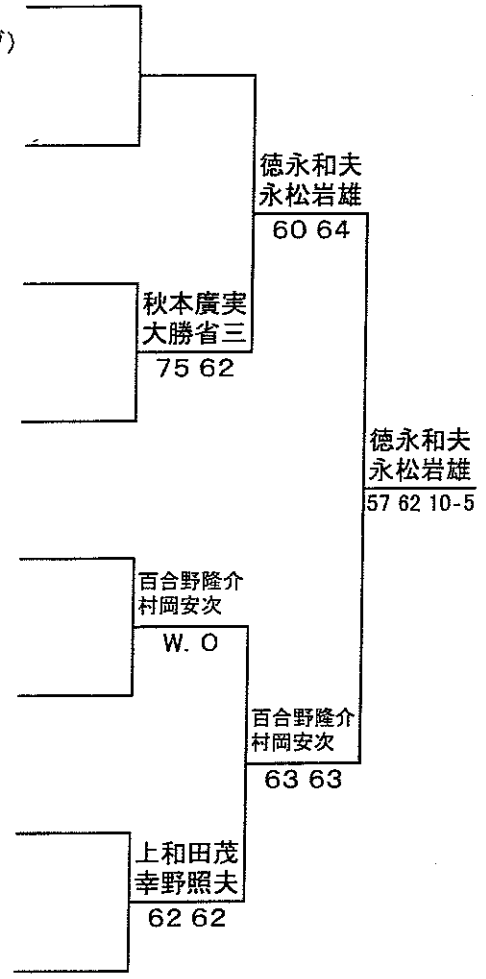 徳永和夫
永松岩雄
60 64
秋本廣実
大勝省三
75 62
徳永和夫
永松岩雄
57 62 10-5
百合野隆介
村岡安次
W. O
百合野隆介
村岡安次
63 63
上和田茂
幸野照夫
62 62